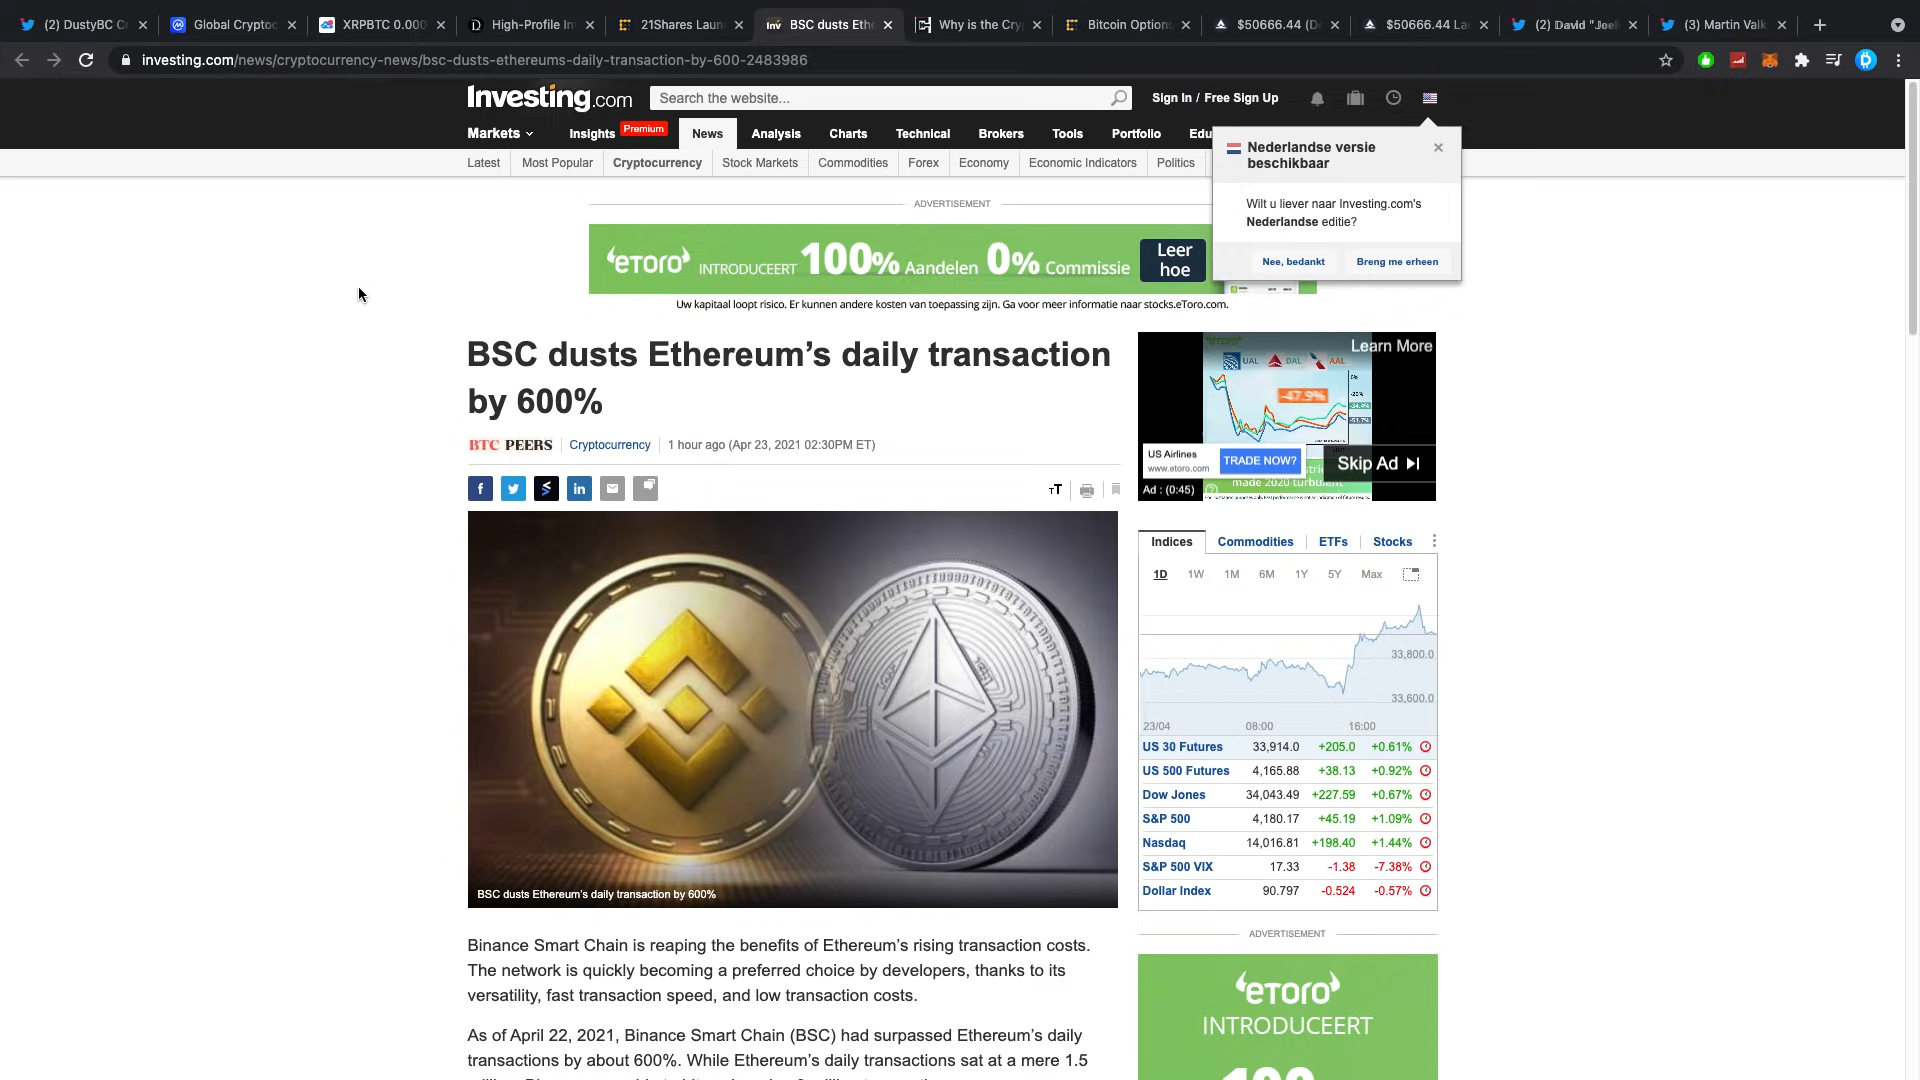 (2) DustyBC Cr
Global Cryptoc
XRPBTC 0.000
High-Profile In
21Shares Laun
BSC dusts Eth
Why is the Cry
Bitcoin Option
$50666.44 (D
$50666.44 La
(2) David "Joel
(3) Martin Valk
investing.com/news/cryptocurrency-news/bsc-dusts-ethereums-daily-transaction-by-600-2483986
Investing.com
Search the website...
Sign In / Free Sign Up
Markets
Insights
Premium
News
Analysis
Charts
Technical
Brokers
Tools
Portfolio
Edu
Latest
Most Popular
Cryptocurrency
Stock Markets
Commodities
Forex
Economy
Economic Indicators
Politics
Nederlandse versie
beschikbaar
Wilt u liever naar Investing.com's
Nederlandse editie?
Nee, bedankt
Breng me erheen
ADVERTISEMENT
eToro INTRODUCEERT 100% Aandelen 0% Commissie
Leer
hoe
Uw kapitaal loopt risico. Er kunnen andere kosten van toepassing zijn. Ga voor meer informatie naar stocks.eToro.com.
BSC dusts Ethereum's daily transaction
by 600%
BTC PEERS
Cryptocurrency
1 hour ago (Apr 23, 2021 02:30PM ET)
BSC dusts Ethereum's daily transaction by 600%
Binance Smart Chain is reaping the benefits of Ethereum's rising transaction costs.
The network is quickly becoming a preferred choice by developers, thanks to its
versatility, fast transaction speed, and low transaction costs.
As of April 22, 2021, Binance Smart Chain (BSC) had surpassed Ethereum's daily
transactions by about 600%. While Ethereum's daily transactions sat at a mere 1.5
Learn More
UAL DAL AAL
-47.9%
US Airlines
www.etoro.com
TRADE NOW?
Skip Ad
made 2020 turbulent
Ad : (0:45)
Indices
Commodities
ETFs
Stocks
1D 1W 1M 6M 1Y 5Y Max
33,800.0
33,600.0
23/04 08:00 16:00
US 30 Futures 33,914.0 +205.0 +0.61%
US 500 Futures 4,165.88 +38.13 +0.92%
Dow Jones 34,043.49 +227.59 +0.67%
S&P 500 4,180.17 +45.19 +1.09%
Nasdaq 14,016.81 +198.40 +1.44%
S&P 500 VIX 17.33 -1.38 -7.38%
Dollar Index 90.797 -0.524 -0.57%
ADVERTISEMENT
eToro
INTRODUCEERT
100%